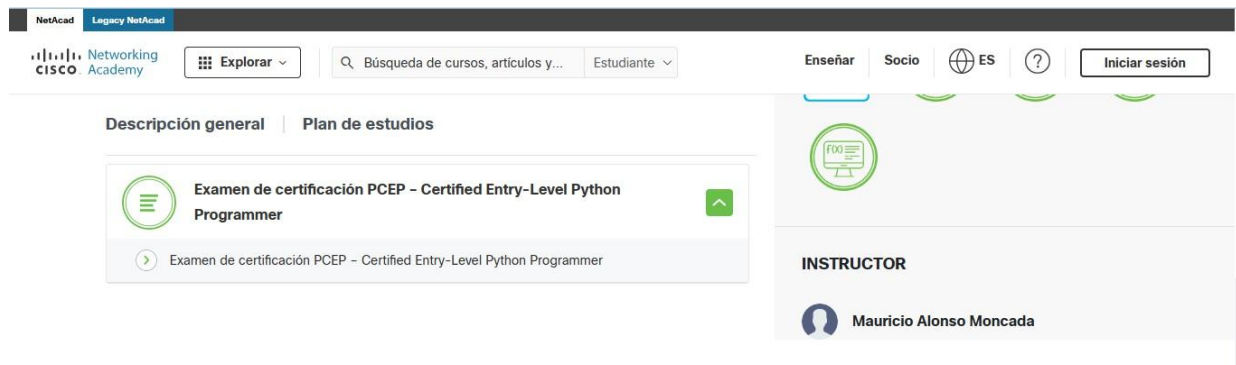 NetAcad Legacy NetAcad
Networking
CISCO. Academy
Explorar
Búsqueda de cursos, artículos y...
Estudiante
Enseñar
Socio
ES
?
Iniciar sesión
Descripción general
Plan de estudios
Examen de certificación PCEP – Certified Entry-Level Python
Programmer
Examen de certificación PCEP – Certified Entry-Level Python Programmer
F(X)
INSTRUCTOR
Mauricio Alonso Moncada